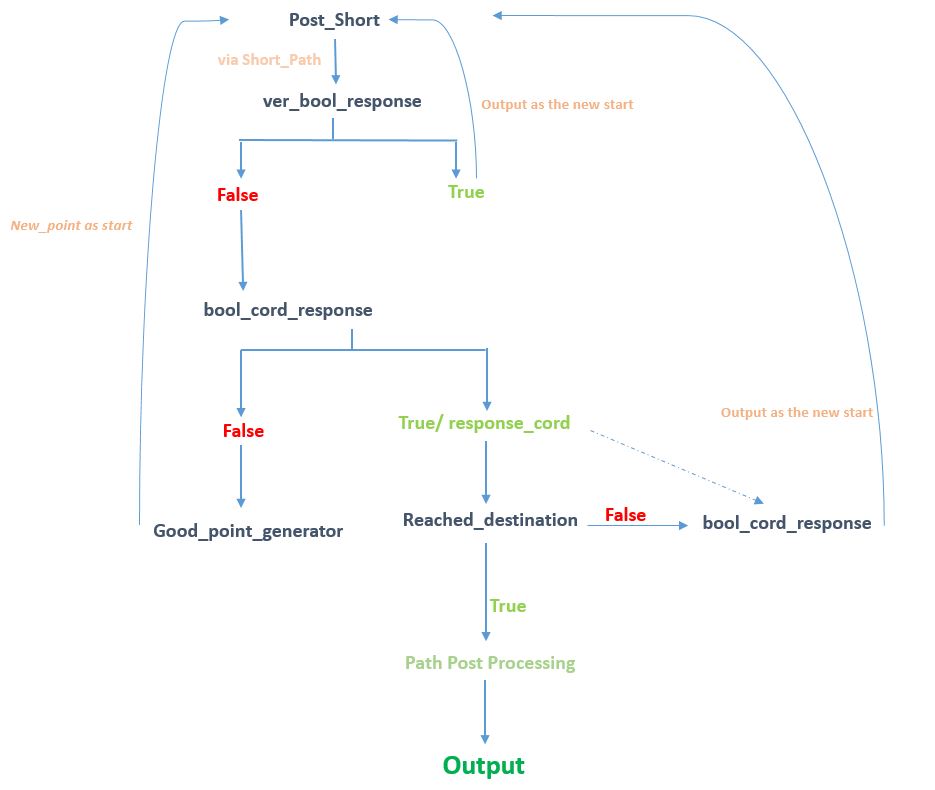 Post_Short
via Short_Path
ver_bool_response
Output as the new start
False
True
New_point as start
bool_cord_response
False
True/ response_cord
Output as the new start
Good_point_generator
Reached_destination
False
bool_cord_response
True
Path Post Processing
Output